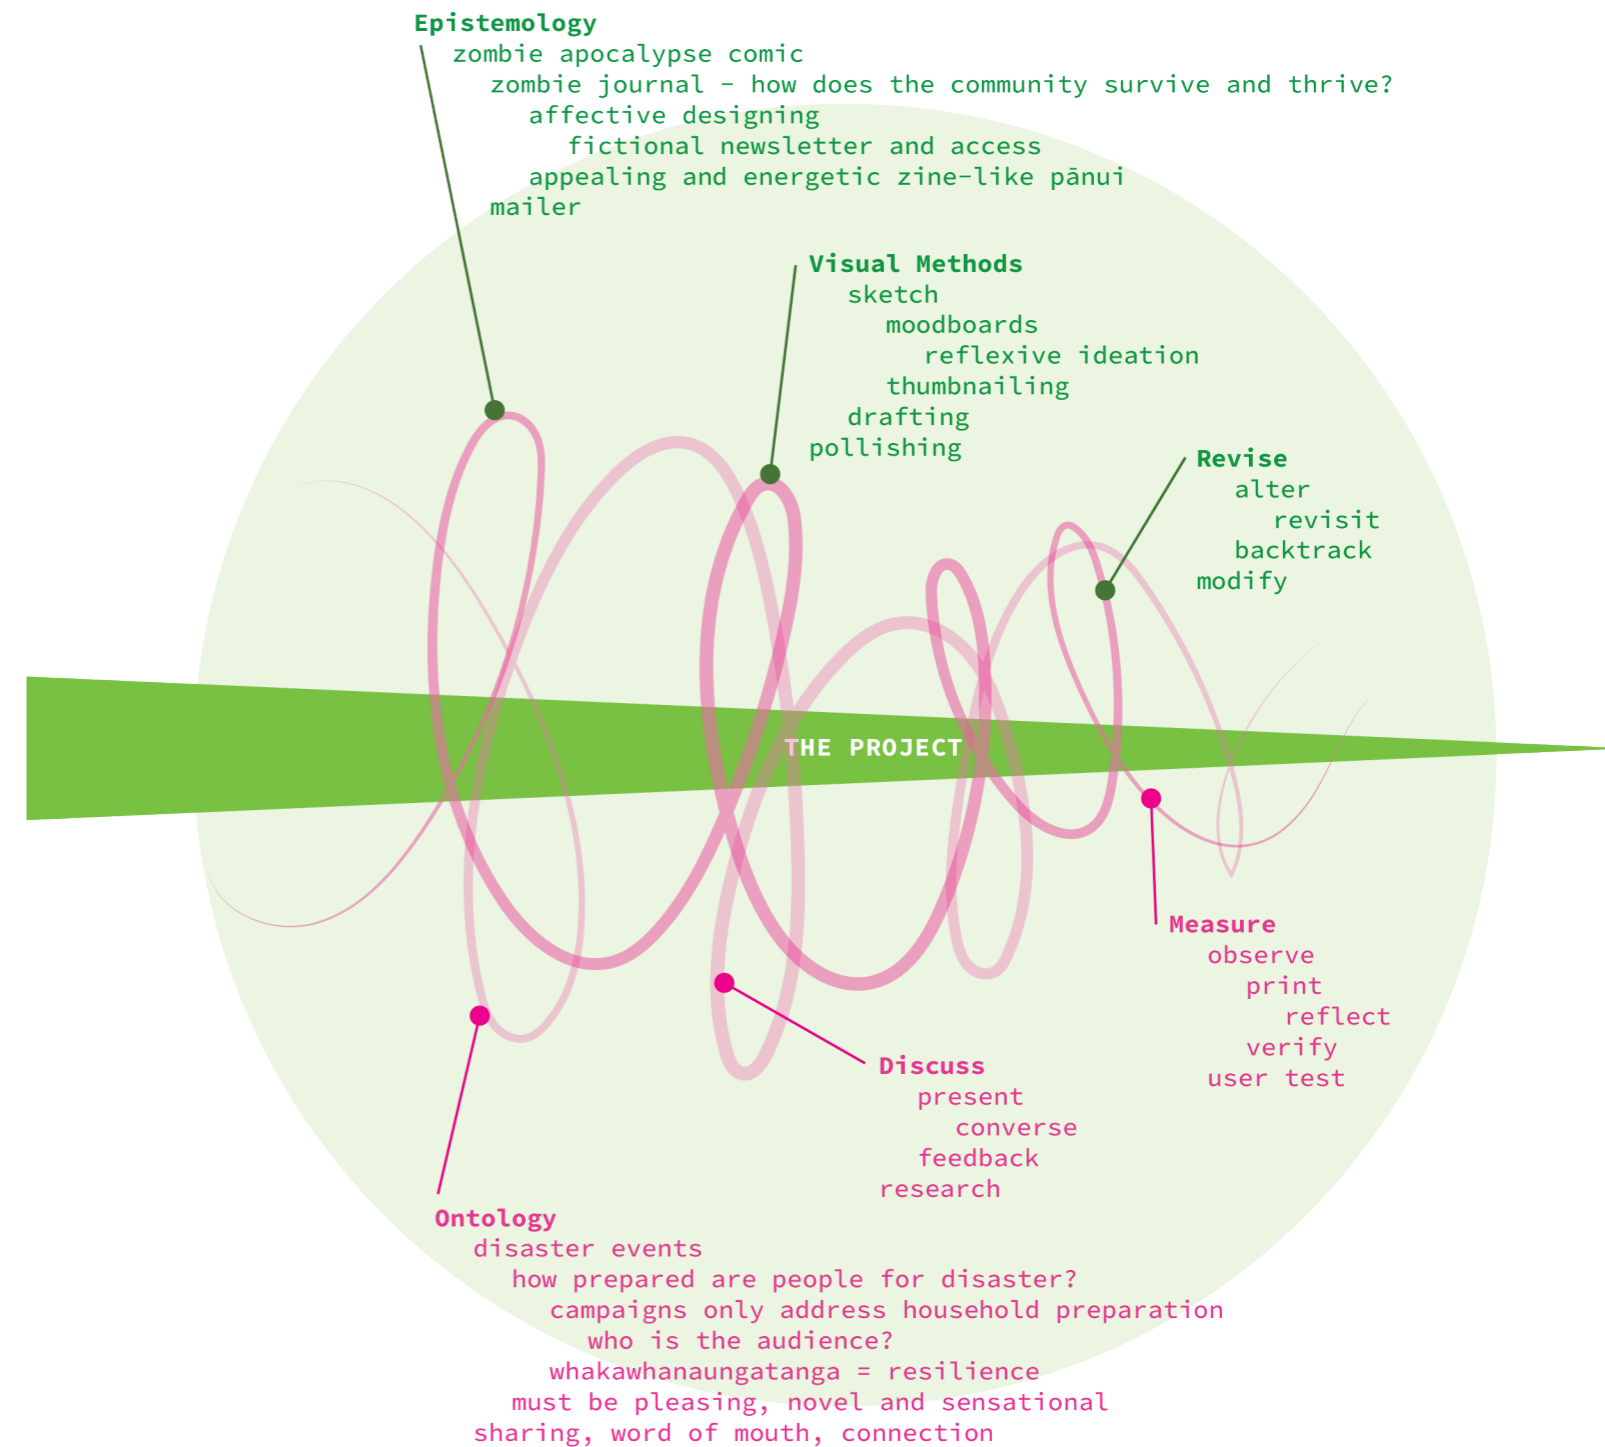 Epistemology
zombie apocalypse comic
zombie journal - how does the community survive and thrive?
affective designing
fictional newsletter and access
appealing and energetic zine-like pānui
mailer
Visual Methods
sketch
moodboards
reflexive ideation
thumbnailing
drafting
pollishing
Revise
alter
revisit
backtrack
modify
THE PROJECT
Measure
observe
print
reflect
verify
user test
Discuss
present
converse
feedback
research
Ontology
disaster events
how prepared are people for disaster?
campaigns only address household preparation
who is the audience?
whakawhanaungatanga = resilience
must be pleasing, novel and sensational
sharing, word of mouth, connection